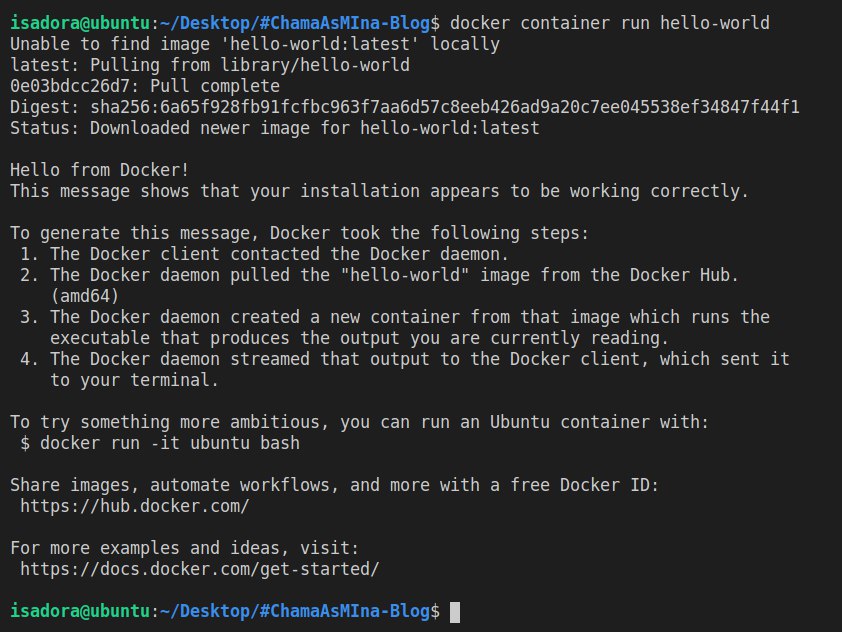 isadora@ubuntu:~/Desktop/#ChamaAsMIna-Blog$ docker container run hello-world
Unable to find image 'hello-world:latest' locally
latest: Pulling from library/hello-world
0e03bdcc26d7: Pull complete
Digest: sha256:6a65f928fb91fcfbc963f7aa6d57c8eeb426ad9a20c7ee045538ef34847f44f1
Status: Downloaded newer image for hello-world:latest

Hello from Docker!
This message shows that your installation appears to be working correctly.

To generate this message, Docker took the following steps:
 1. The Docker client contacted the Docker daemon.
 2. The Docker daemon pulled the "hello-world" image from the Docker Hub.
    (amd64)
 3. The Docker daemon created a new container from that image which runs the
    executable that produces the output you are currently reading.
 4. The Docker daemon streamed that output to the Docker client, which sent it
    to your terminal.

To try something more ambitious, you can run an Ubuntu container with:
 $ docker run -it ubuntu bash

Share images, automate workflows, and more with a free Docker ID:
 https://hub.docker.com/

For more examples and ideas, visit:
 https://docs.docker.com/get-started/

isadora@ubuntu:~/Desktop/#ChamaAsMIna-Blog$